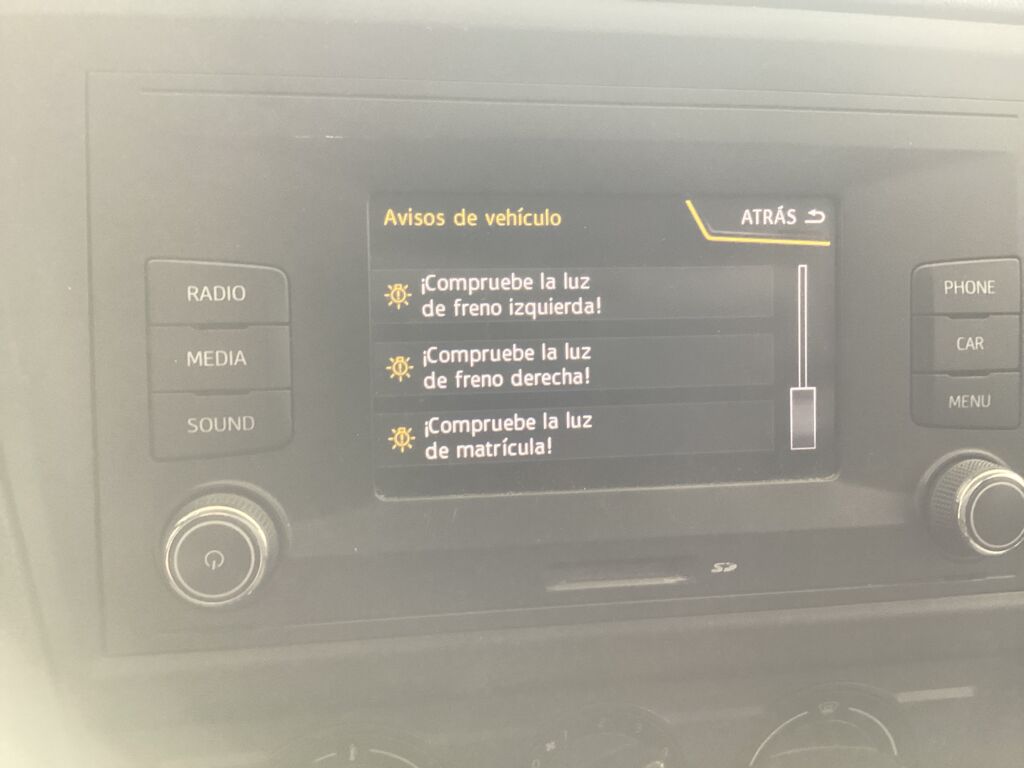 Avisos de vehículo
ATRÁS
¡Compruebe la luz
de freno izquierda!
¡Compruebe la luz
de freno derecha!
¡Compruebe la luz
de matrícula!
RADIO
MEDIA
SOUND
PHONE
CAR
MENU
SD